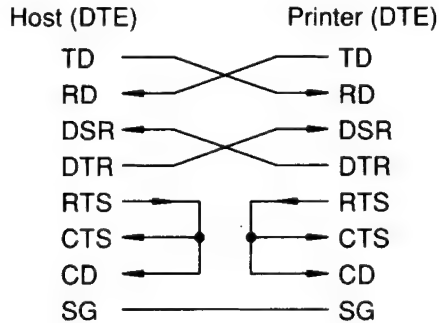 Host (DTE) Printer (DTE)
TD TD
RD RD
DSR DSR
DTR DTR
RTS RTS
CTS CTS
CD CD
SG SG